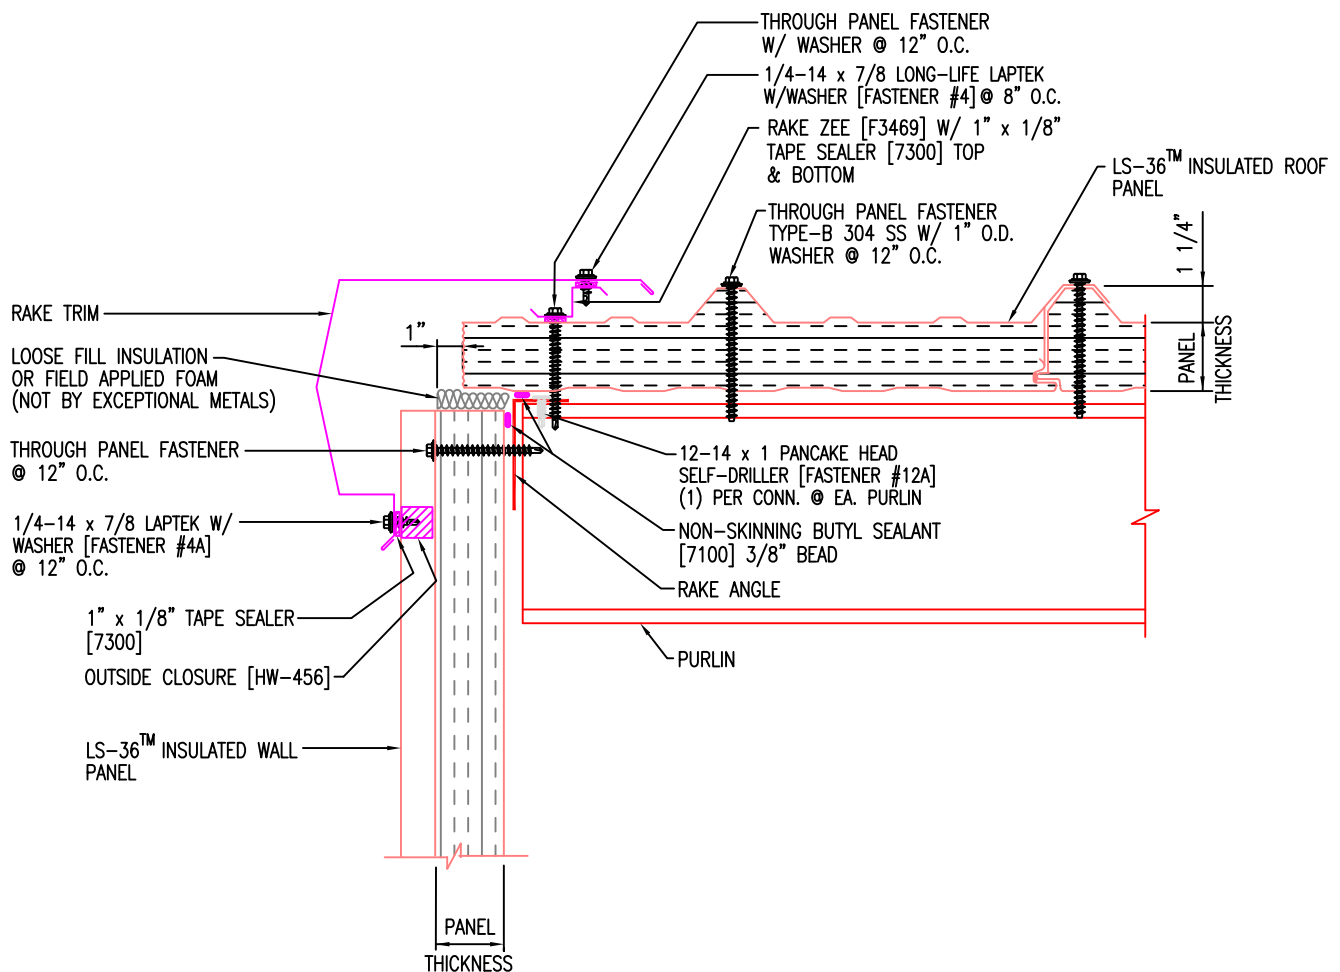 THROUGH PANEL FASTENER
W/ WASHER @ 12" O.C.
1/4-14 x 7/8 LONG-LIFE LAPTEK
W/WASHER [FASTENER #4] @ 8" O.C.
RAKE ZEE [F3469] W/ 1" x 1/8"
TAPE SEALER [7300] TOP
& BOTTOM
LS-36™ INSULATED ROOF
PANEL
THROUGH PANEL FASTENER
TYPE-B 304 SS W/ 1" O.D.
WASHER @ 12" O.C.
1 1/4"
PANEL
THICKNESS
RAKE TRIM
1"
LOOSE FILL INSULATION
OR FIELD APPLIED FOAM
(NOT BY EXCEPTIONAL METALS)
THROUGH PANEL FASTENER
@ 12" O.C.
1/4-14 x 7/8 LAPTEK W/
WASHER [FASTENER #4A]
@ 12" O.C.
1" x 1/8" TAPE SEALER
[7300]
OUTSIDE CLOSURE [HW-456]
LS-36™ INSULATED WALL
PANEL
12-14 x 1 PANCAKE HEAD
SELF-DRILLER [FASTENER #12A]
(1) PER CONN. @ EA. PURLIN
NON-SKINNING BUTYL SEALANT
[7100] 3/8" BEAD
RAKE ANGLE
PURLIN
PANEL
THICKNESS